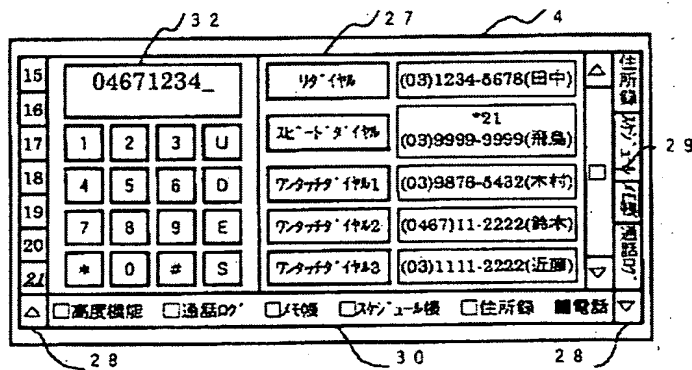 32
27
4
29
15
16
17
18
19
20
21
04671234_
1 2 3 U
4 5 6 D
7 8 9 E
* 0 # S
リダイヤル (03)1234-5678(田中)
スピードダイヤル *21
(03)9999-9999(飛鳥)
ワンタッチダイヤル1 (03)9876-5432(木村)
ワンタッチダイヤル2 (0467)11-2222(鈴木)
ワンタッチダイヤル3 (03)1111-2222(近藤)
住所録
スケジュール
メモ帳
通話ログ
△ □高度機能 □通話ログ □メモ帳 □スケジュール帳 □住所録 ■電話 ▽
28
30
28